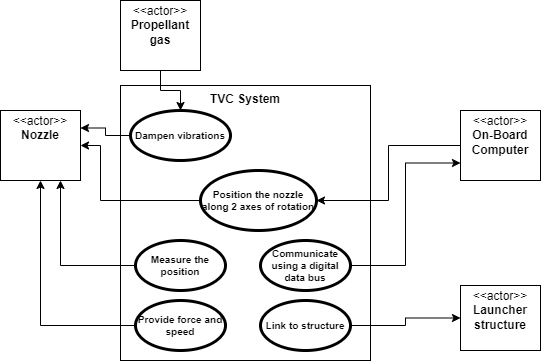 <<actor>>
Propellant
gas
TVC System
<<actor>>
Nozzle
Dampen vibrations
<<actor>>
On-Board
Computer
Position the nozzle
along 2 axes of rotation
Measure the
position
Communicate
using a digital
data bus
Provide force and
speed
Link to structure
<<actor>>
Launcher
structure